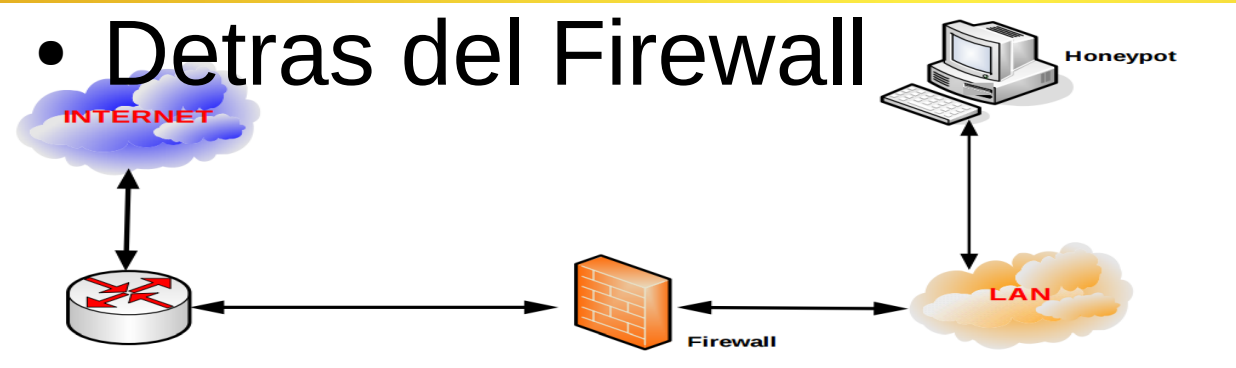 • Detras del Firewall
Honeypot
INTERNET
LAN
Firewall